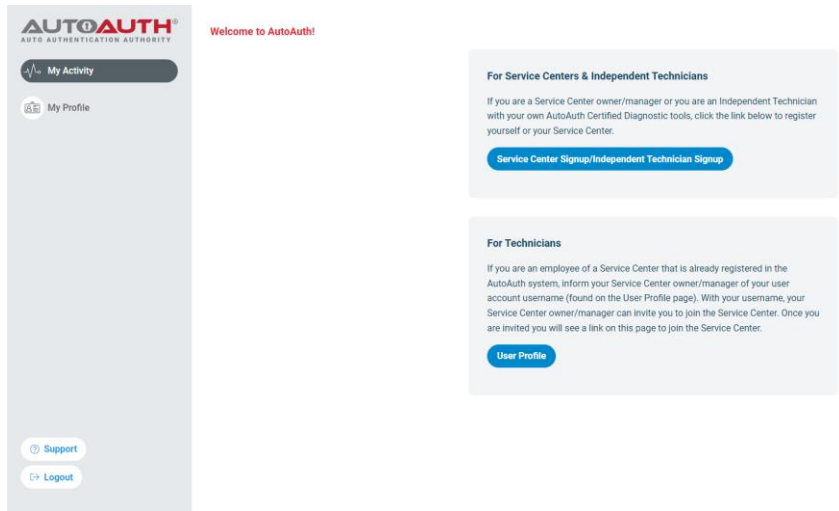 AUTOAUTH®
AUTO AUTHENTICATION AUTHORITY
My Activity
My Profile
Support
Logout
Welcome to AutoAuth!
For Service Centers & Independent Technicians
If you are a Service Center owner/manager or you are an Independent Technician
with your own AutoAuth Certified Diagnostic tools, click the link below to register
yourself or your Service Center.
Service Center Signup/Independent Technician Signup
For Technicians
If you are an employee of a Service Center that is already registered in the
AutoAuth system, inform your Service Center owner/manager of your user
account username (found on the User Profile page). With your username, your
Service Center owner/manager can invite you to join the Service Center. Once you
are invited you will see a link on this page to join the Service Center.
User Profile